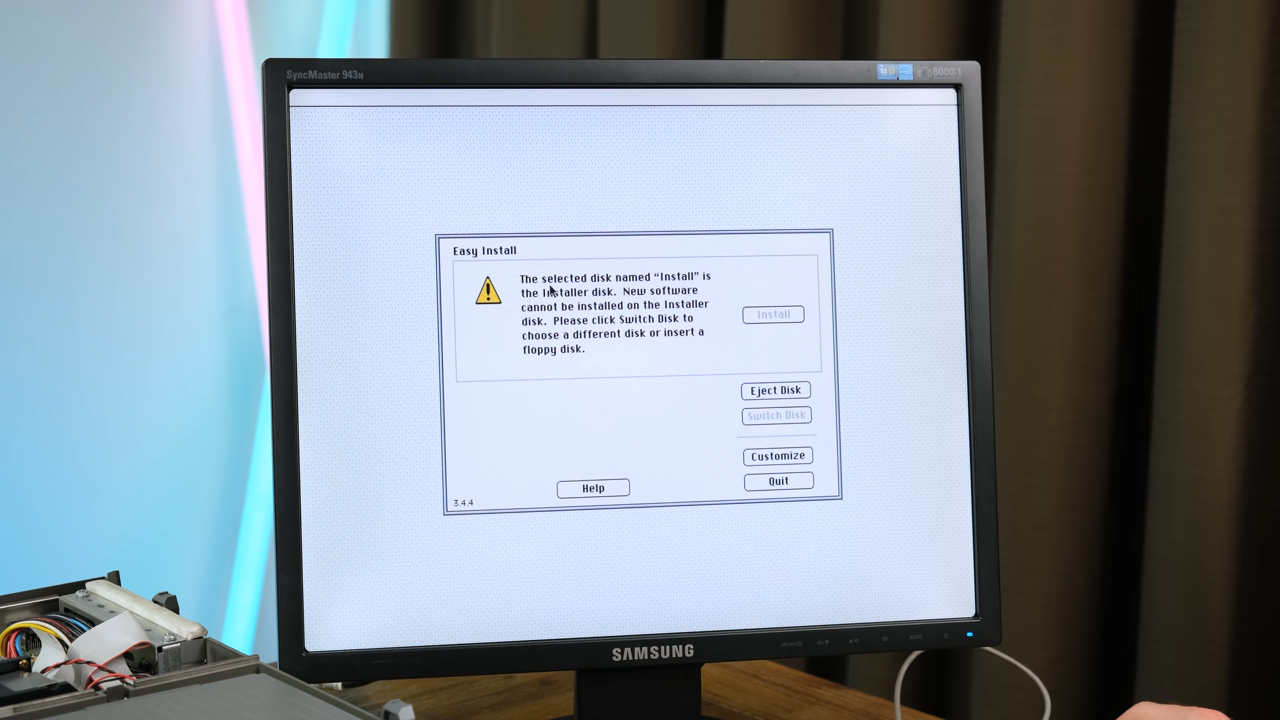 SyncMaster 943N
8000:1
Easy Install
The selected disk named “Install” is
the Installer disk. New software
cannot be installed on the Installer
disk. Please click Switch Disk to
choose a different disk or insert a
floppy disk.
Install
Eject Disk
Switch Disk
Customize
Quit
Help
3.4.4
SAMSUNG